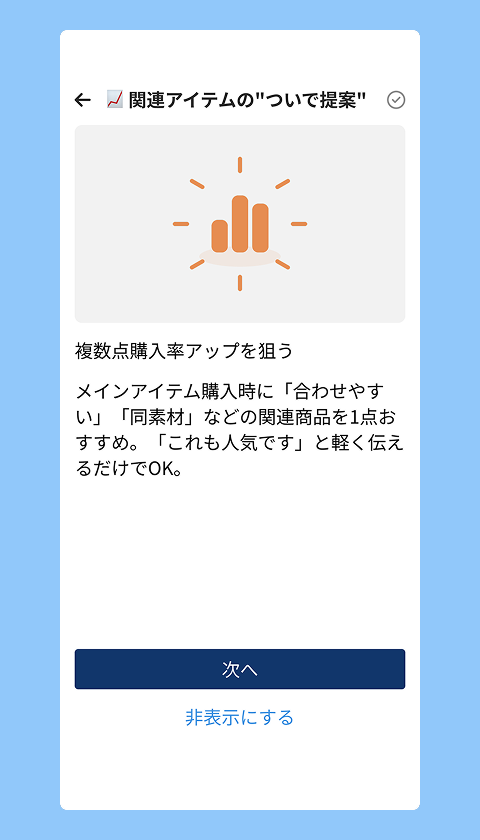 📈 関連アイテムの"ついで提案"
複数点購入率アップを狙う
メインアイテム購入時に「合わせやす
い」「同素材」などの関連商品を1点お
すすめ。「これも人気です」と軽く伝え
るだけでOK。
次へ
非表示にする